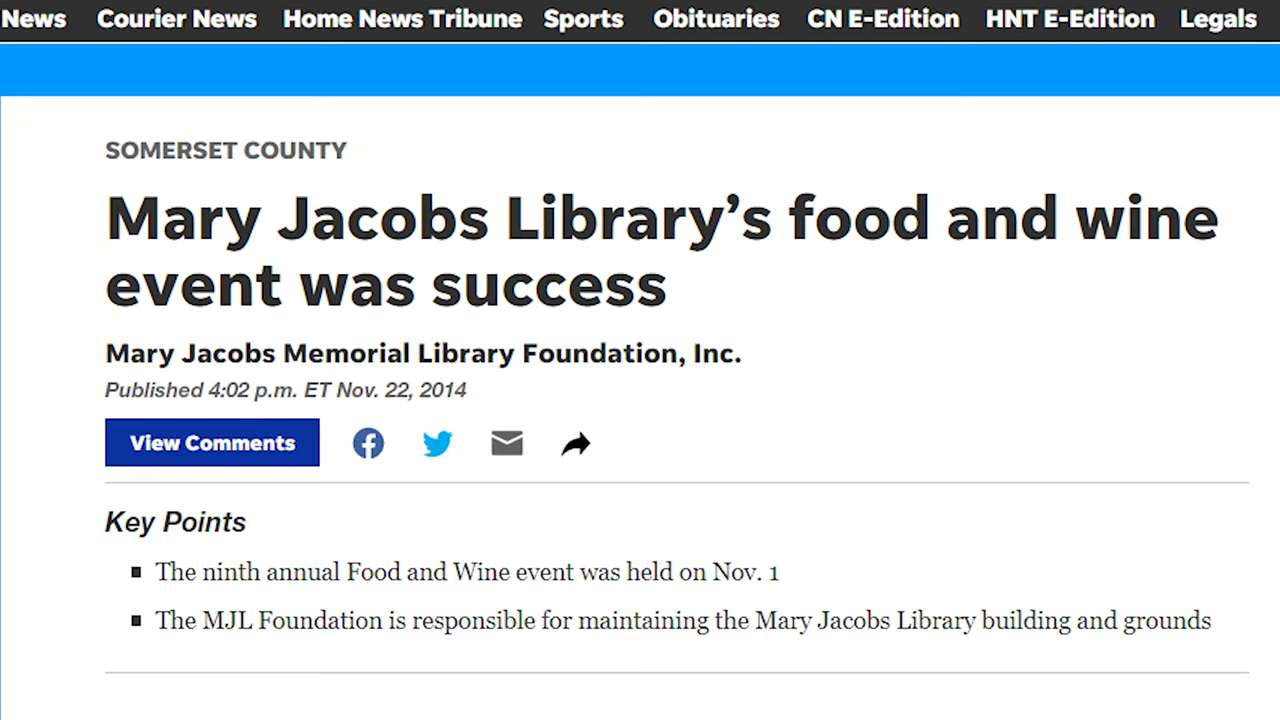 News Courier News Home News Tribune Sports Obituaries CN E-Edition HNT E-Edition Legals
SOMERSET COUNTY
Mary Jacobs Library’s food and wine
event was success
Mary Jacobs Memorial Library Foundation, Inc.
Published 4:02 p.m. ET Nov. 22, 2014
View Comments
Key Points
The ninth annual Food and Wine event was held on Nov. 1
The MJL Foundation is responsible for maintaining the Mary Jacobs Library building and grounds